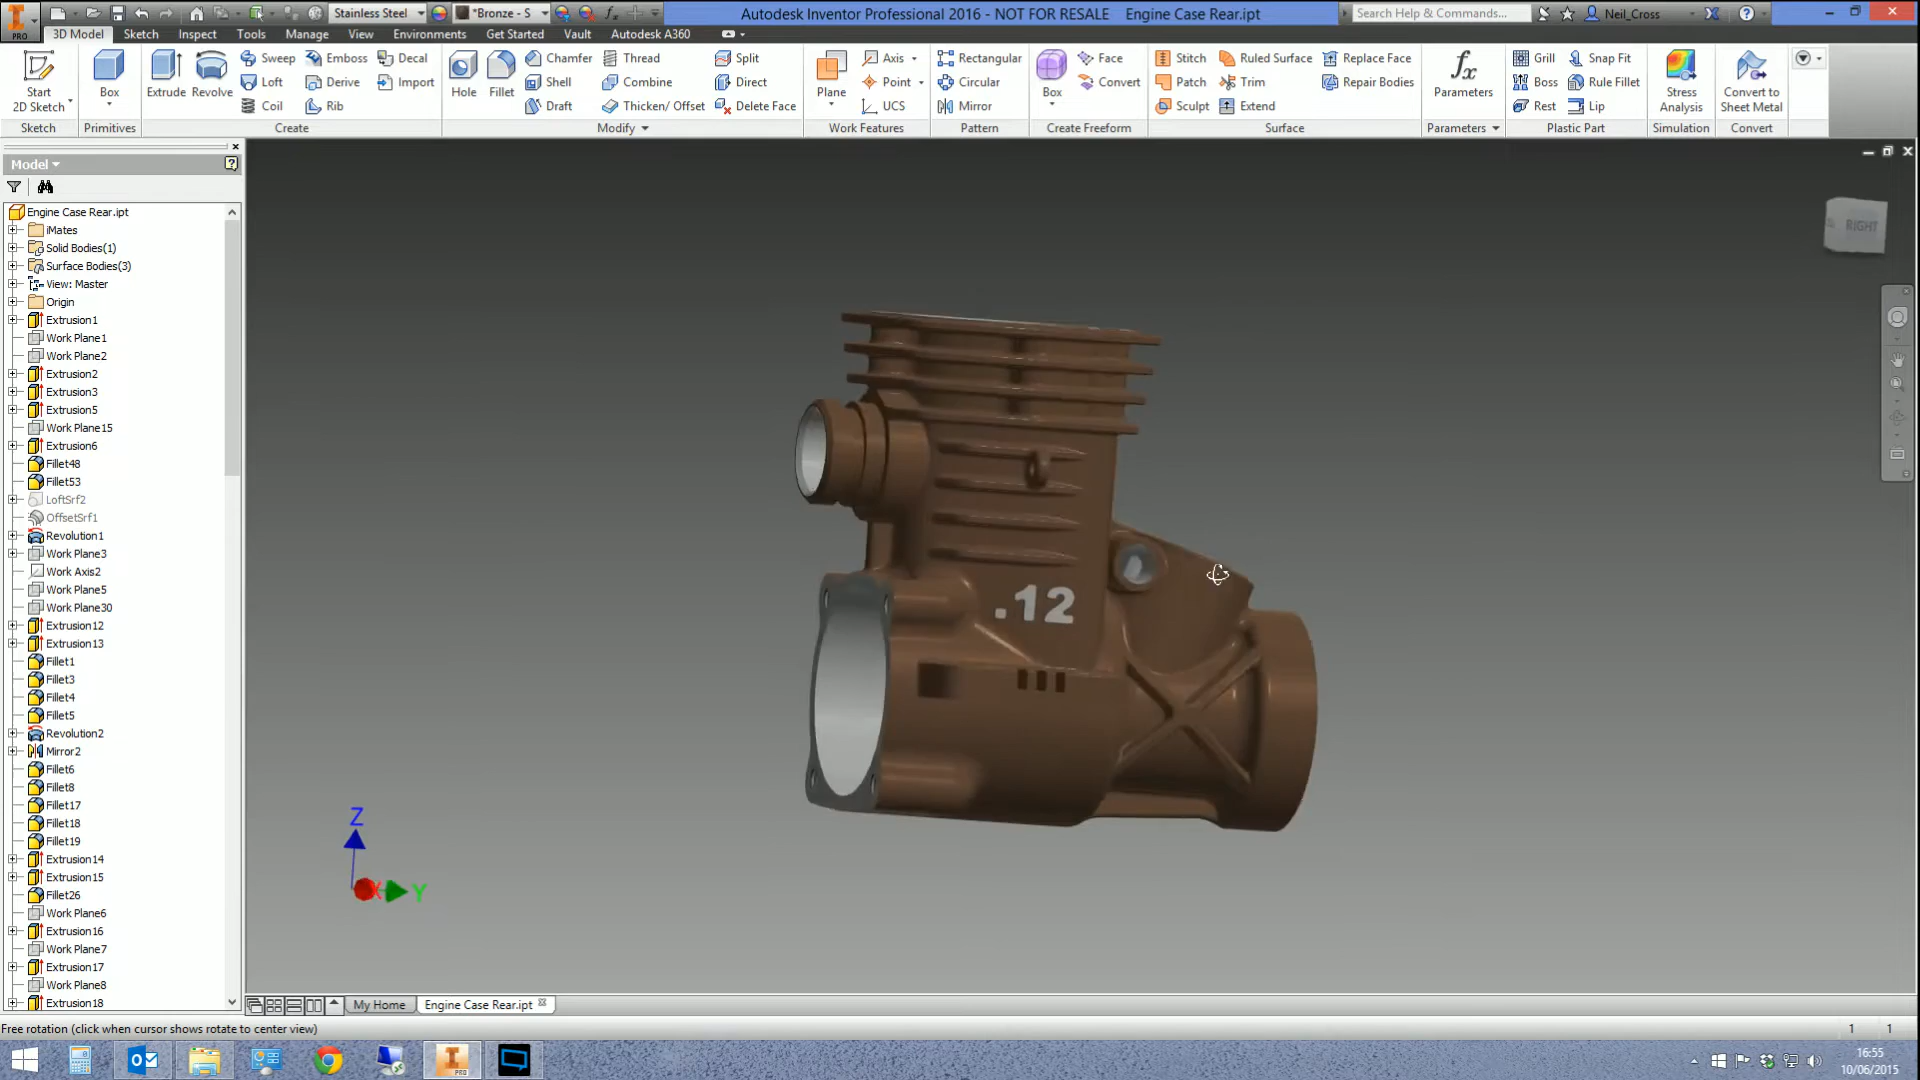 Stainless Steel
*Bronze - S
Autodesk Inventor Professional 2016 - NOT FOR RESALE Engine Case Rear.ipt
Search Help & Commands...
Neil_Cross
PRO
3D Model Sketch Inspect Tools Manage View Environments Get Started Vault Autodesk A360
Start
2D Sketch
Box
Extrude
Revolve
Sweep
Loft
Coil
Emboss
Derive
Rib
Decal
Import
Hole
Fillet
Chamfer
Shell
Draft
Thread
Combine
Thicken/ Offset
Split
Direct
Delete Face
Plane
Axis
Point
UCS
Rectangular
Circular
Mirror
Box
Face
Convert
Stitch
Patch
Sculpt
Ruled Surface
Trim
Extend
Replace Face
Repair Bodies
fx
Parameters
Grill
Boss
Rest
Snap Fit
Rule Fillet
Lip
Stress
Analysis
Convert to
Sheet Metal
Sketch Primitives Create Modify Work Features Pattern Create Freeform Surface Parameters Plastic Part Simulation Convert
Model
Engine Case Rear.ipt
iMates
Solid Bodies(1)
Surface Bodies(3)
View: Master
Origin
Extrusion1
Work Plane1
Work Plane2
Extrusion2
Extrusion3
Extrusion5
Work Plane15
Extrusion6
Fillet48
Fillet53
LoftSrf2
OffsetSrf1
Revolution1
Work Plane3
Work Axis2
Work Plane5
Work Plane30
Extrusion12
Extrusion13
Fillet1
Fillet3
Fillet4
Fillet5
Revolution2
Mirror2
Fillet6
Fillet8
Fillet17
Fillet18
Fillet19
Extrusion14
Extrusion15
Fillet26
Work Plane6
Extrusion16
Work Plane7
Extrusion17
Work Plane8
Extrusion18
RIGHT
.12
Z
X
Y
My Home
Engine Case Rear.ipt
Free rotation (click when cursor shows rotate to center view)
1 1
PRO
16:55
10/06/2015